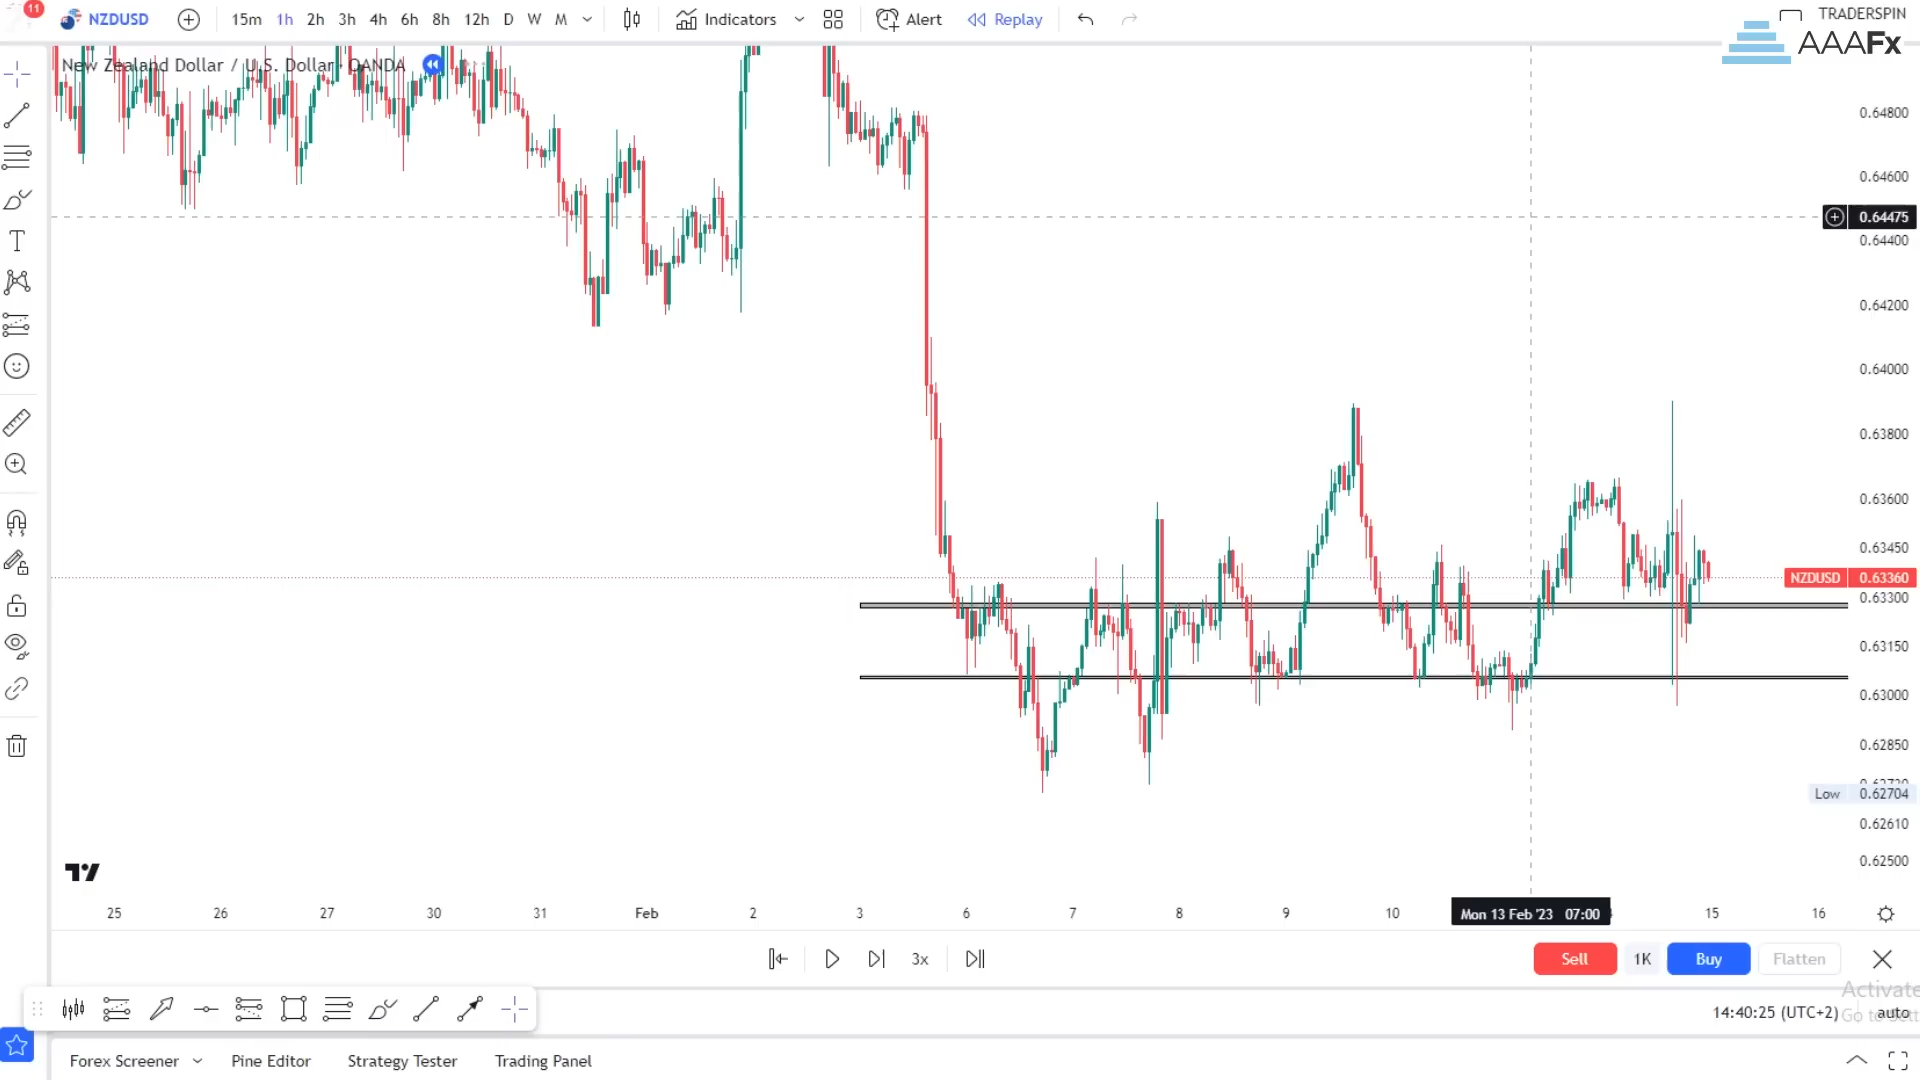 11
NZDUSD
15m 1h 2h 3h 4h 6h 8h 12h D W M
Indicators
Alert
Replay
TRADERSPIN
AAAFx
New Zealand Dollar / U.S. Dollar · OANDA
0.64800
0.64600
0.64475
0.64400
0.64200
0.64000
0.63800
0.63600
0.63450
NZDUSD 0.63360
0.63300
0.63150
0.63000
0.62850
Low 0.62704
0.62610
0.62500
25 26 27 30 31 Feb 2 3 6 7 8 9 10 Mon 13 Feb '23 07:00 15 16
3x
Sell 1K Buy Flatten
Activate
14:40:25 (UTC+2)
auto
Forex Screener
Pine Editor
Strategy Tester
Trading Panel